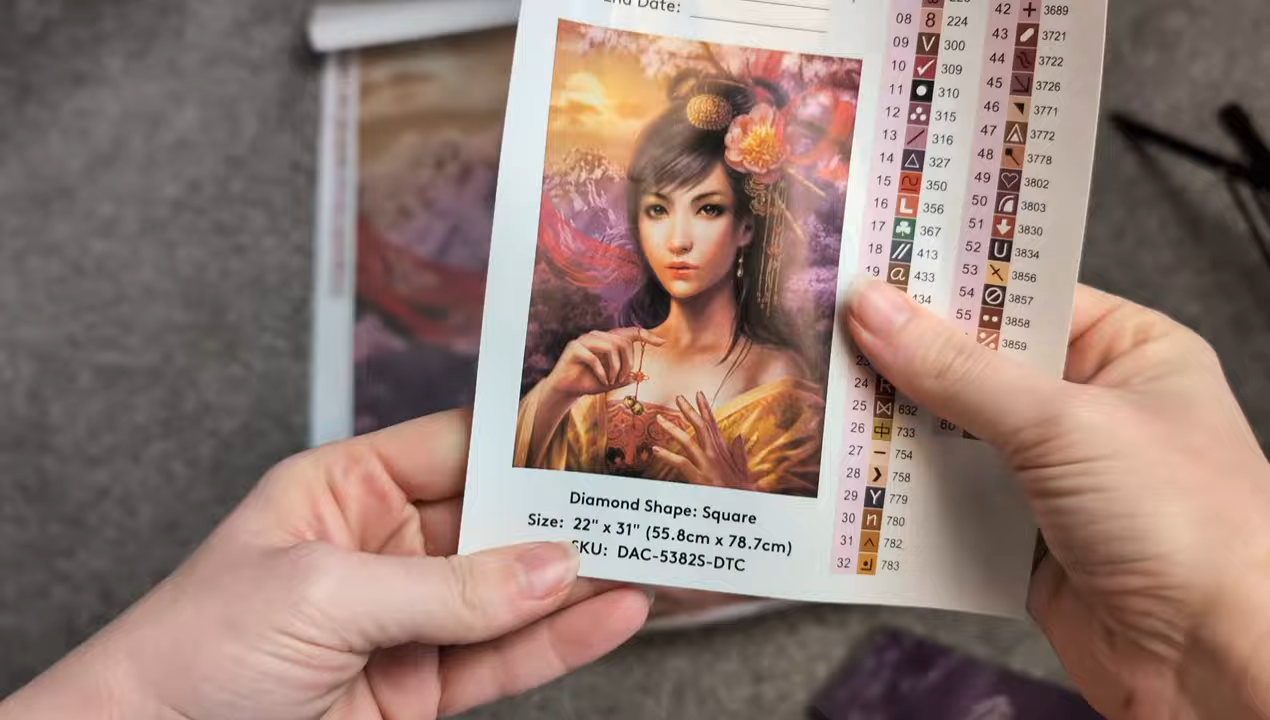 End Date:
Diamond Shape: Square
Size: 22" x 31" (55.8cm x 78.7cm)
SKU: DAC-5382S-DTC
08 8 224
09 V 300
10 ✓ 309
11 ● 310
12 315
13 / 316
14 △ 327
15 350
16 L 356
17 ♣ 367
18 // 413
19 a 433
434
24 R
25 ⋈ 632
26 中 733
27 – 754
28 ❯ 758
29 Y 779
30 n 780
31 ^ 782
32 783
42 + 3689
43 3721
44 3722
45 3726
46 3771
47 3772
48 3778
49 ♡ 3802
50 3803
51 3830
52 U 3834
53 × 3856
54 ⊘ 3857
55 •• 3858
3859
60